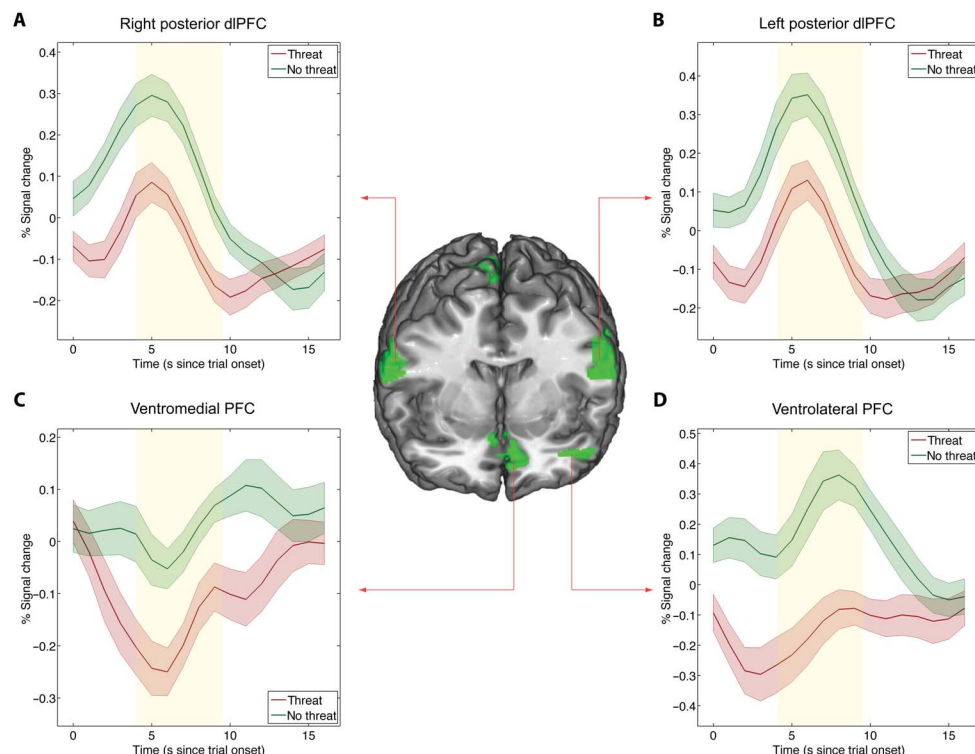 A
Right posterior dlPFC
0.4
0.3
0.2
0.1
0
-0.1
-0.2
% Signal change
Threat
No threat
0 5 10 15
Time (s since trial onset)
B
Left posterior dlPFC
0.4
0.3
0.2
0.1
0
-0.1
-0.2
% Signal change
Threat
No threat
0 5 10 15
Time (s since trial onset)
C
Ventromedial PFC
0.2
0.1
0
-0.1
-0.2
-0.3
% Signal change
Threat
No threat
0 5 10 15
Time (s since trial onset)
D
Ventrolateral PFC
0.5
0.4
0.3
0.2
0.1
0
-0.1
-0.2
-0.3
-0.4
% Signal change
Threat
No threat
0 5 10 15
Time (s since trial onset)